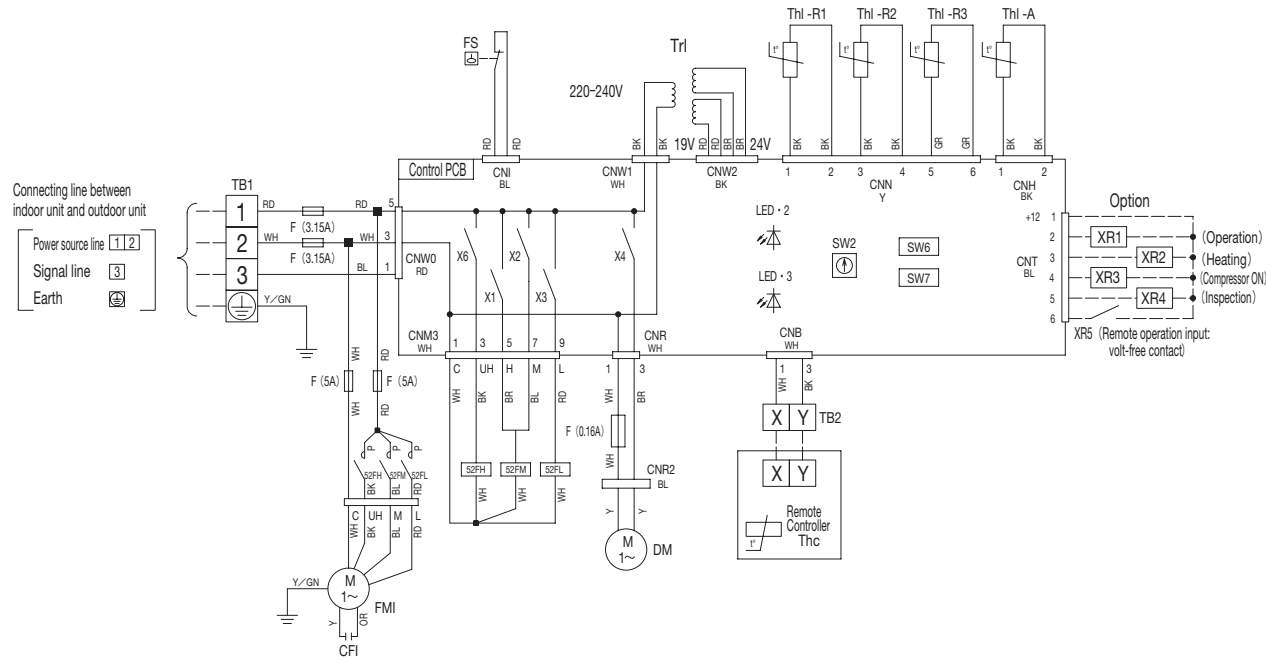 Thl -R1 Thl -R2 Thl -R3 Thl -A
FS
Trl
t° t° t° t°
220-240V
RD RD BK BK 19V RD RD BR BR 24V BK BK BK BK GR GR BK BK
Control PCB
CNI
BL
CNW1
WH
CNW2
BK
1 2 3 4 5 6
CNN
Y
1 2
CNH
BK
Connecting line between
indoor unit and outdoor unit
Power source line 1 2
Signal line 3
Earth
TB1
1 RD F (3.15A) RD 5
2 WH F (3.15A) WH 3
3 BL 1
Y/GN
CNW0
RD
X6 X2 X4
X1 X3
LED・2
LED・3
SW2
SW6
SW7
Option
+12 1
2 XR1 (Operation)
3 XR2 (Heating)
CNT
BL
4 XR3 (Compressor ON)
5 XR4 (Inspection)
6
XR5 (Remote operation input:
volt-free contact)
CNM3
WH
1 3 5 7 9
C UH H M L
WH BK BR BL RD
CNR
WH
1 3
WH BR
CNB
WH
1 3
WH BK
WH RD
F (5A) F (5A)
WH RD
F (0.16A)
X Y TB2
X Y
Remote
Controller
Thc
t°
P P P
52FH 52FM 52FL
BK BL RD
52FH 52FM 52FL
WH WH WH
WH
CNR2
BL
Y Y
M
1~
DM
C UH M L
WH BK BL RD
Y/GN
M
1~
FMI
Y OR
CFI